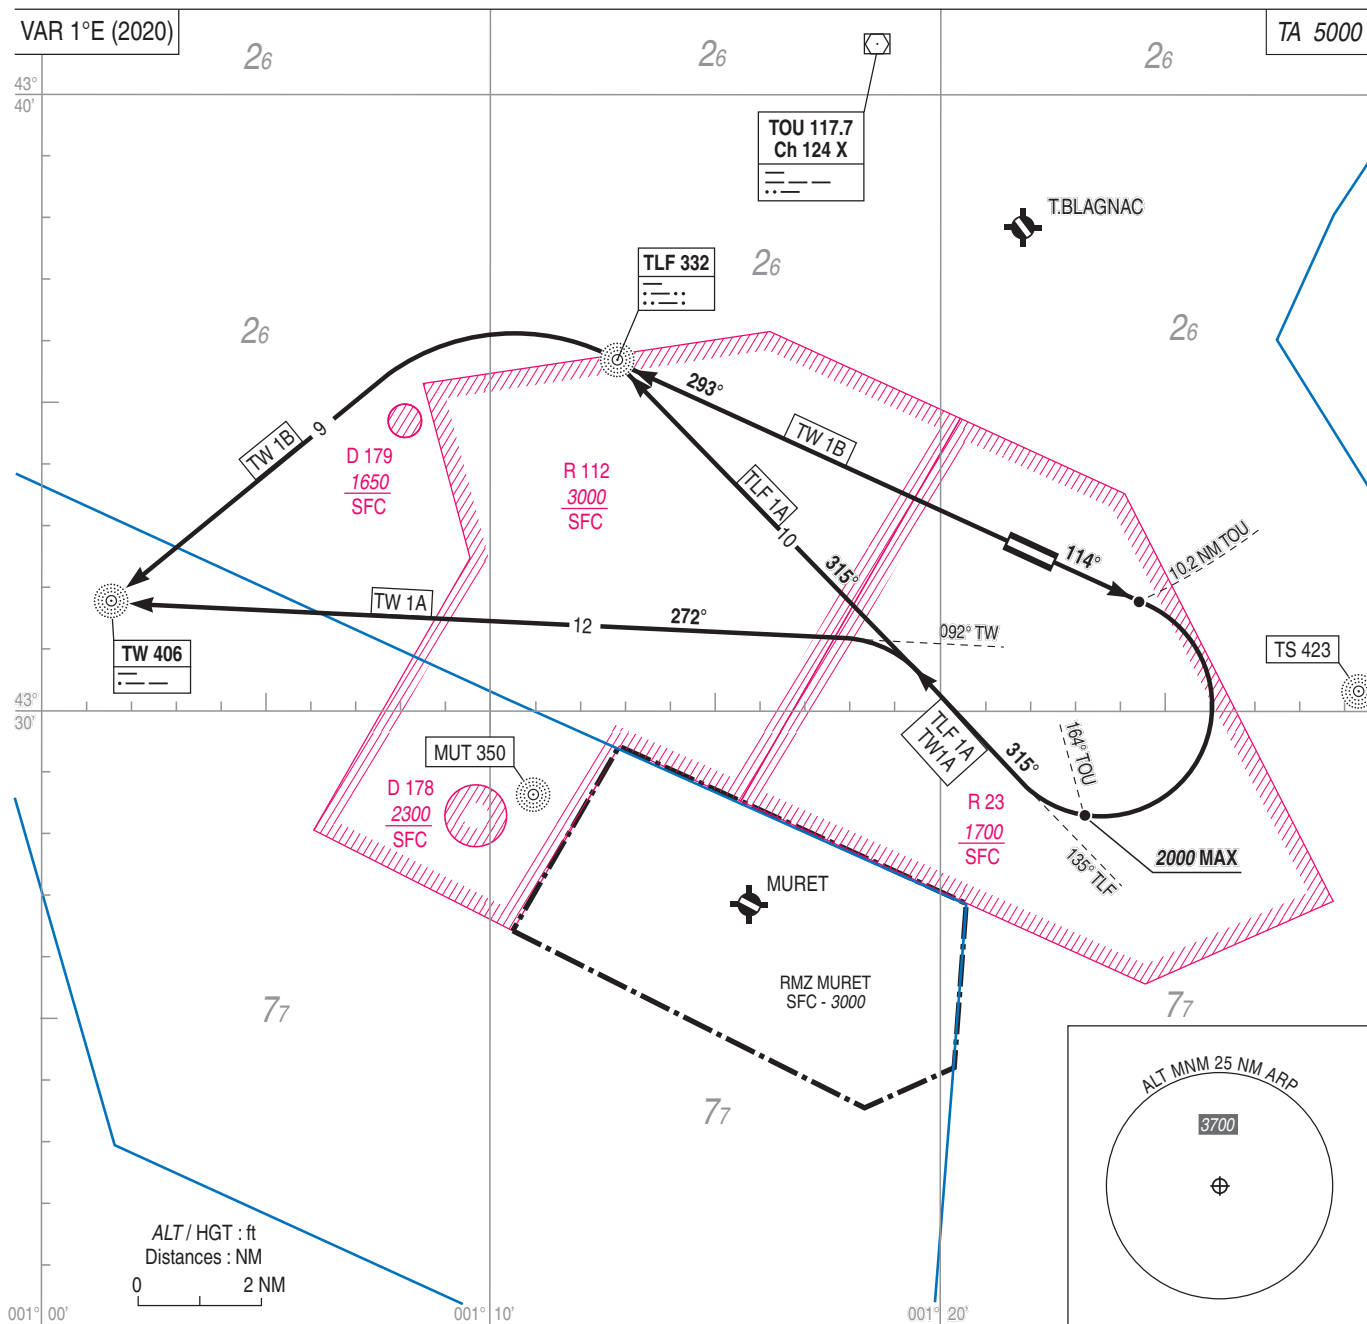 VAR 1°E (2020)
26
26
26
TA 5000
43°
40'
TOU 117.7
Ch 124 X
T.BLAGNAC
TLF 332
26
26
26
293°
TW 1B
TW 1B
9
D 179
1650
SFC
R 112
3000
SFC
TLF 1A
10
315°
114°
10.2 NM TOU
TW 1A
12
272°
092° TW
TW 406
TS 423
43°
30'
TLF 1A
TW1A
315°
164° TOU
MUT 350
D 178
2300
SFC
R 23
1700
SFC
135° TLF
2000 MAX
MURET
RMZ MURET
SFC - 3000
77
77
77
ALT MNM 25 NM ARP
3700
ALT / HGT : ft
Distances : NM
0 2 NM
001° 00'
001° 10'
001° 20'